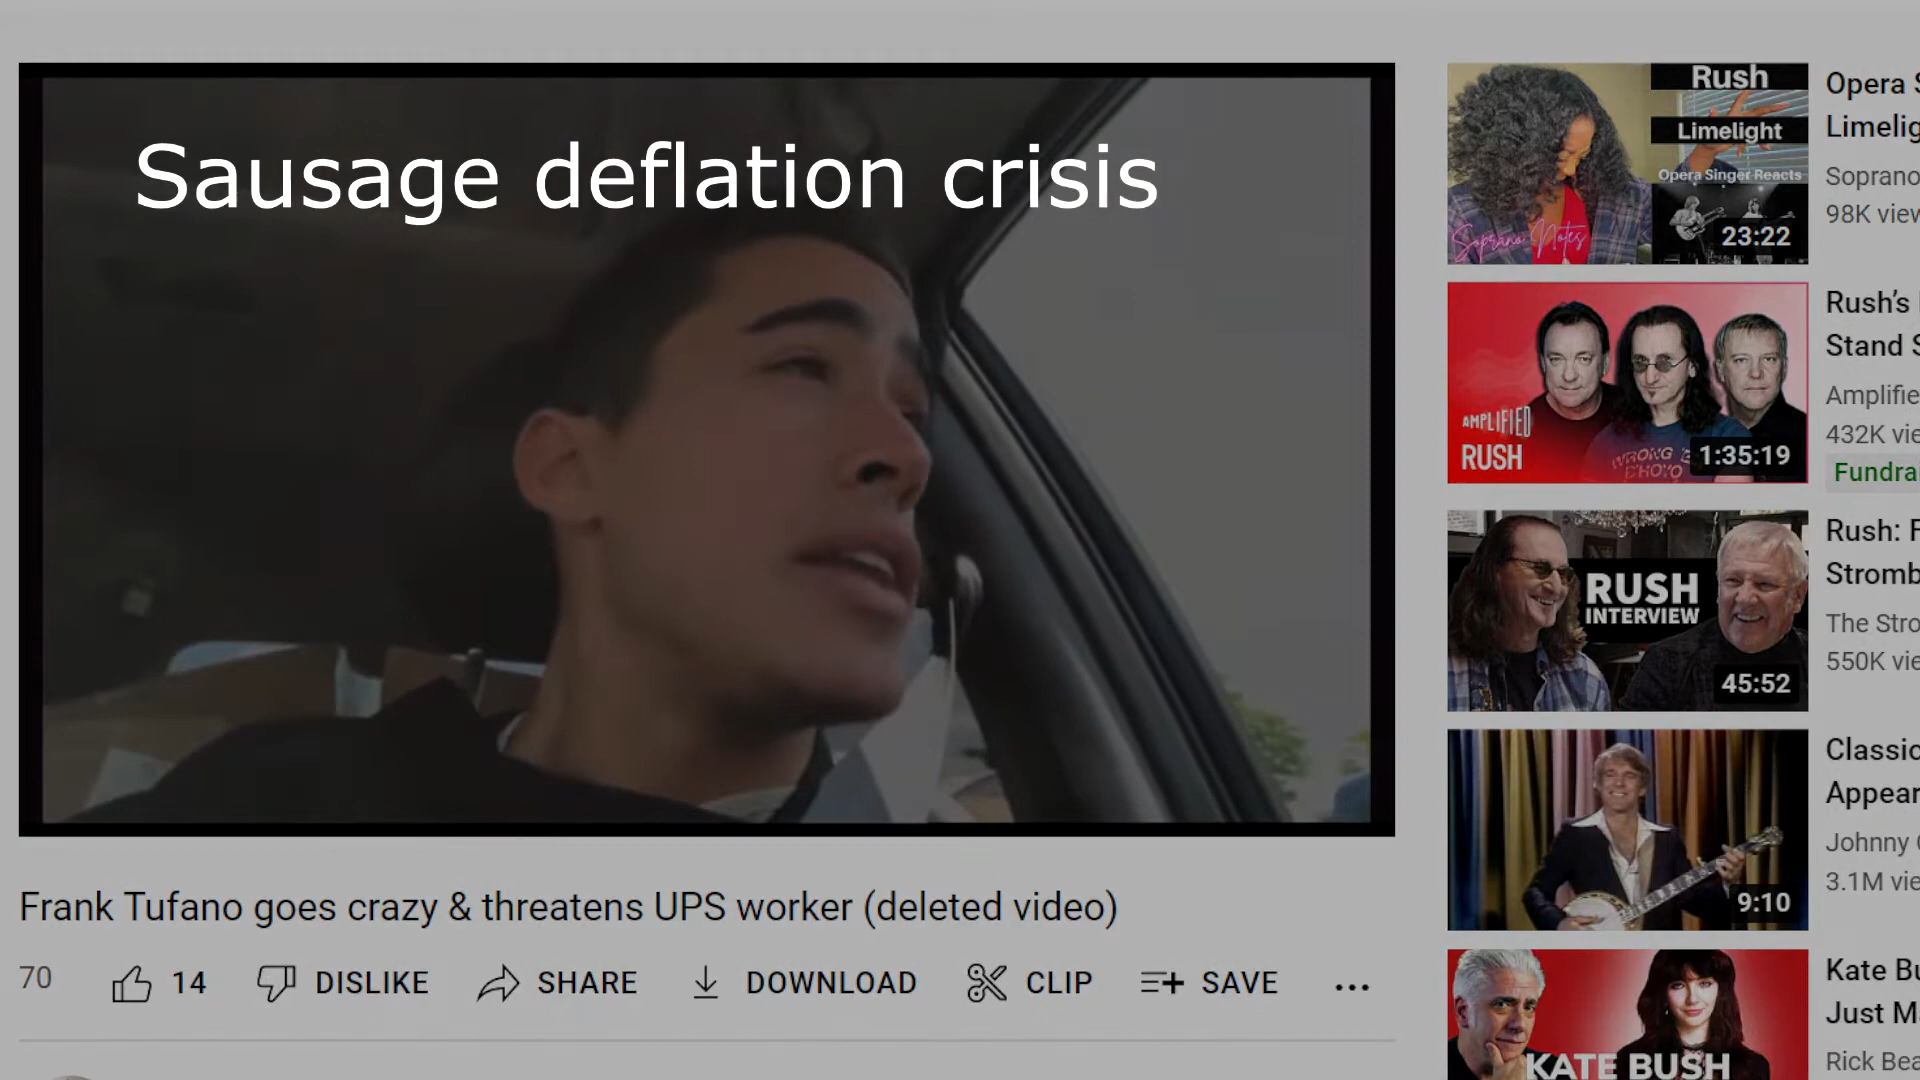 Sausage deflation crisis
Frank Tufano goes crazy & threatens UPS worker (deleted video)
70
14
DISLIKE
SHARE
DOWNLOAD
CLIP
SAVE
Rush
Limelight
Opera Singer Reacts
Soprano Notes
23:22
Opera S
Limelig
Soprano
98K view
AMPLIFIED
RUSH
1:35:19
Rush's
Stand S
Amplifie
432K vie
Fundra
RUSH
INTERVIEW
45:52
Rush: F
Stromb
The Stro
550K vie
9:10
Classic
Appear
Johnny
3.1M vie
KATE BUSH
Kate Bu
Just M
Rick Bea